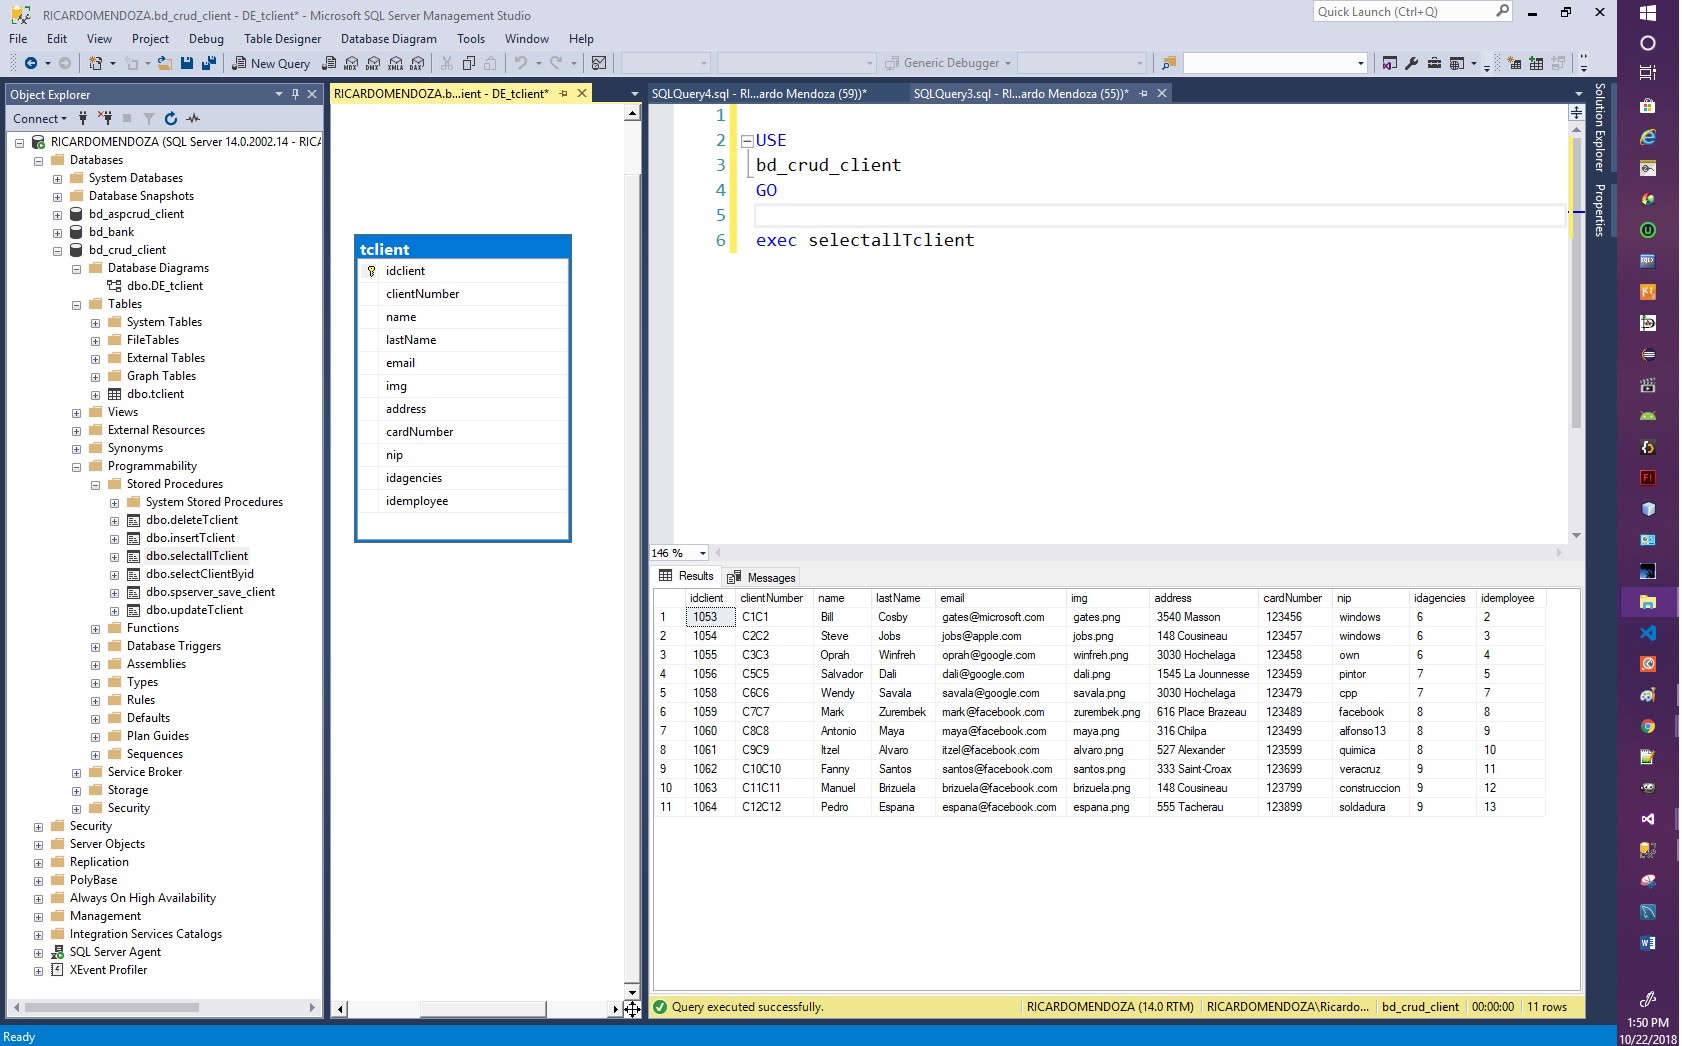 RICARDOMENDOZA.bd_crud_client - DE_tclient* - Microsoft SQL Server Management Studio
Quick Launch (Ctrl+Q)
File Edit View Project Debug Table Designer Database Diagram Tools Window Help
New Query MDX DMX XMLA DAX Generic Debugger
Object Explorer
Connect
RICARDOMENDOZA (SQL Server 14.0.2002.14 - RICA
Databases
System Databases
Database Snapshots
bd_aspcrud_client
bd_bank
bd_crud_client
Database Diagrams
dbo.DE_tclient
Tables
System Tables
FileTables
External Tables
Graph Tables
dbo.tclient
Views
External Resources
Synonyms
Programmability
Stored Procedures
System Stored Procedures
dbo.deleteTclient
dbo.insertTclient
dbo.selectallTclient
dbo.selectClientByid
dbo.spserver_save_client
dbo.updateTclient
Functions
Database Triggers
Assemblies
Types
Rules
Defaults
Plan Guides
Sequences
Service Broker
Storage
Security
Security
Server Objects
Replication
PolyBase
Always On High Availability
Management
Integration Services Catalogs
SQL Server Agent
XEvent Profiler
RICARDOMENDOZA.b...ient - DE_tclient*
tclient
idclient
clientNumber
name
lastName
email
img
address
cardNumber
nip
idagencies
idemployee
SQLQuery4.sql - RI...ardo Mendoza (59))* SQLQuery3.sql - RI...ardo Mendoza (55))*
1
2 USE
3 bd_crud_client
4 GO
5
6 exec selectallTclient
146 %
Results Messages
idclient clientNumber name lastName email img address cardNumber nip idagencies idemployee
1 1053 C1C1 Bill Cosby gates@microsoft.com gates.png 3540 Masson 123456 windows 6 2
2 1054 C2C2 Steve Jobs jobs@apple.com jobs.png 148 Cousineau 123457 windows 6 3
3 1055 C3C3 Oprah Winfreh oprah@google.com winfreh.png 3030 Hochelaga 123458 own 6 4
4 1056 C5C5 Salvador Dali dali@google.com dali.png 1545 La Jounnesse 123459 pintor 7 5
5 1058 C6C6 Wendy Savala savala@google.com savala.png 3030 Hochelaga 123479 cpp 7 7
6 1059 C7C7 Mark Zurembek mark@facebook.com zurembek.png 616 Place Brazeau 123489 facebook 8 8
7 1060 C8C8 Antonio Maya maya@facebook.com maya.png 316 Chilpa 123499 alfonso13 8 9
8 1061 C9C9 Itzel Alvaro itzel@facebook.com alvaro.png 527 Alexander 123599 quimica 8 10
9 1062 C10C10 Fanny Santos santos@facebook.com santos.png 333 Saint-Croax 123699 veracruz 9 11
10 1063 C11C11 Manuel Brizuela brizuela@facebook.com brizuela.png 148 Cousineau 123799 construccion 9 12
11 1064 C12C12 Pedro Espana espana@facebook.com espana.png 555 Tacherau 123899 soldadura 9 13
Query executed successfully. RICARDOMENDOZA (14.0 RTM) RICARDOMENDOZA\Ricardo... bd_crud_client 00:00:00 11 rows
Solution Explorer
Properties
Ready
1:50 PM
10/22/2018